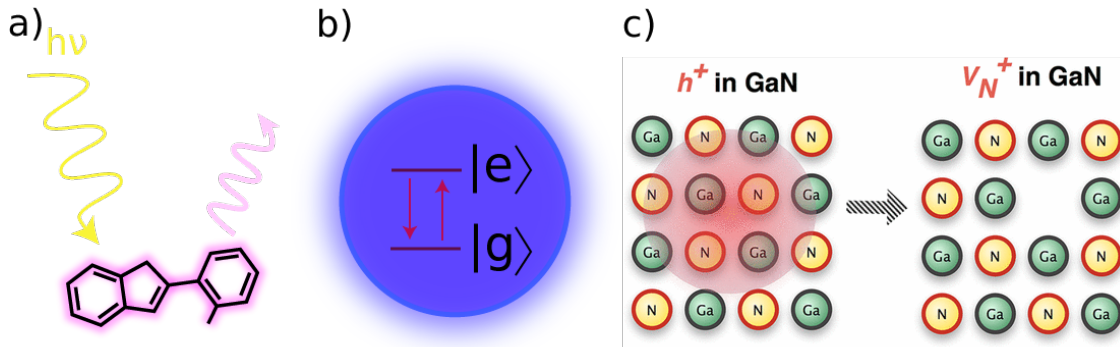 a)
hν
b)
|e⟩
|g⟩
c)
h⁺ in GaN
Ga N Ga N
N Ga N Ga
Ga N Ga N
N Ga N Ga
V_N⁺ in GaN
Ga N Ga N
N Ga Ga
Ga N Ga N
N Ga N Ga